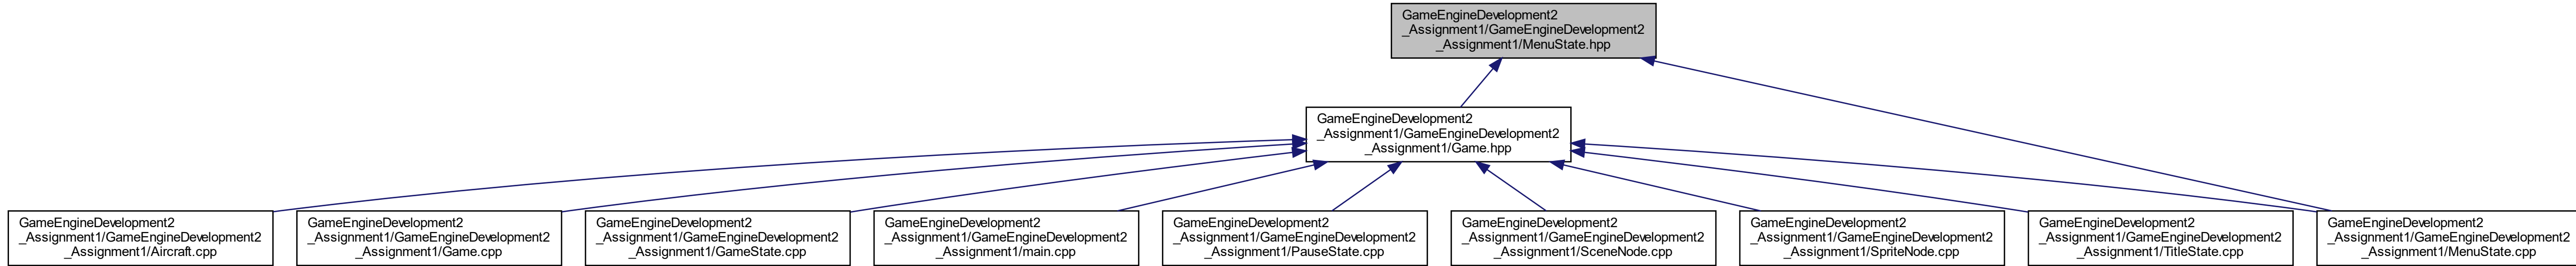 GameEngineDevelopment2
_Assignment1/GameEngineDevelopment2
_Assignment1/MenuState.hpp
GameEngineDevelopment2
_Assignment1/GameEngineDevelopment2
_Assignment1/Game.hpp
GameEngineDevelopment2
_Assignment1/GameEngineDevelopment2
_Assignment1/Aircraft.cpp
GameEngineDevelopment2
_Assignment1/GameEngineDevelopment2
_Assignment1/Game.cpp
GameEngineDevelopment2
_Assignment1/GameEngineDevelopment2
_Assignment1/GameState.cpp
GameEngineDevelopment2
_Assignment1/GameEngineDevelopment2
_Assignment1/main.cpp
GameEngineDevelopment2
_Assignment1/GameEngineDevelopment2
_Assignment1/PauseState.cpp
GameEngineDevelopment2
_Assignment1/GameEngineDevelopment2
_Assignment1/SceneNode.cpp
GameEngineDevelopment2
_Assignment1/GameEngineDevelopment2
_Assignment1/SpriteNode.cpp
GameEngineDevelopment2
_Assignment1/GameEngineDevelopment2
_Assignment1/TitleState.cpp
GameEngineDevelopment2
_Assignment1/GameEngineDevelopment2
_Assignment1/MenuState.cpp